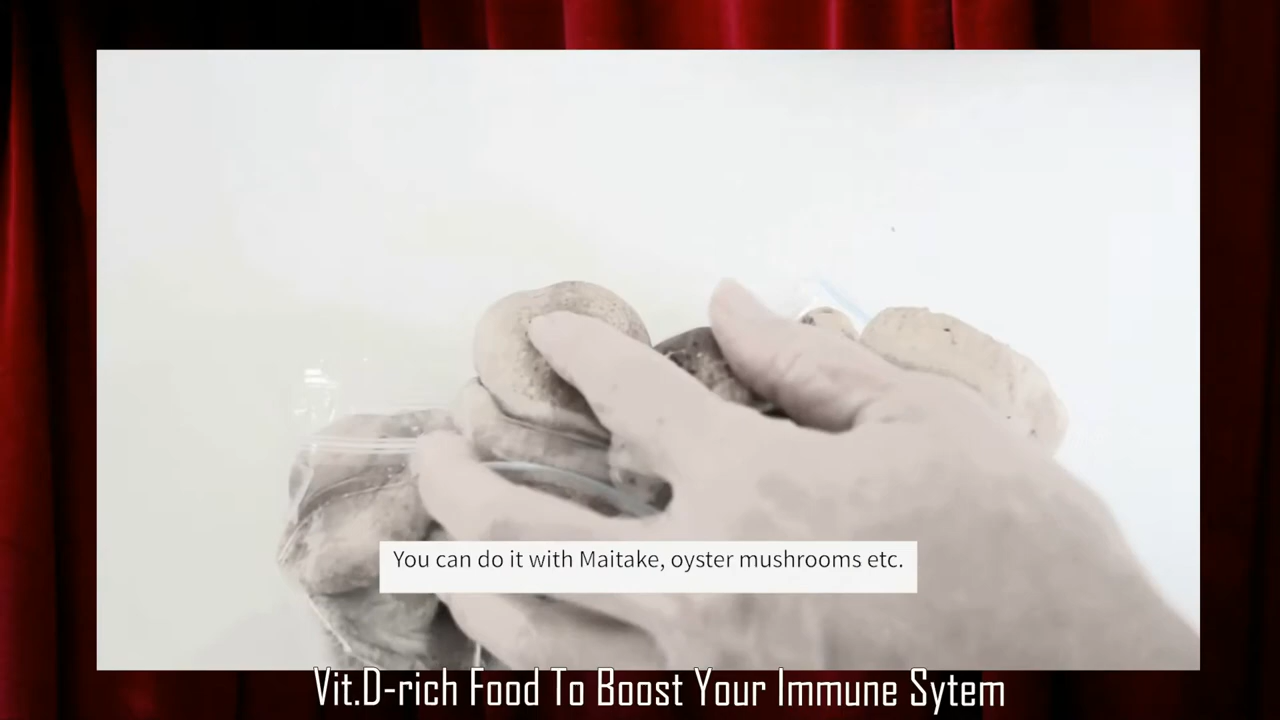 You can do it with Maitake, oyster mushrooms etc.
Vit.D-rich Food To Boost Your Immune Sytem